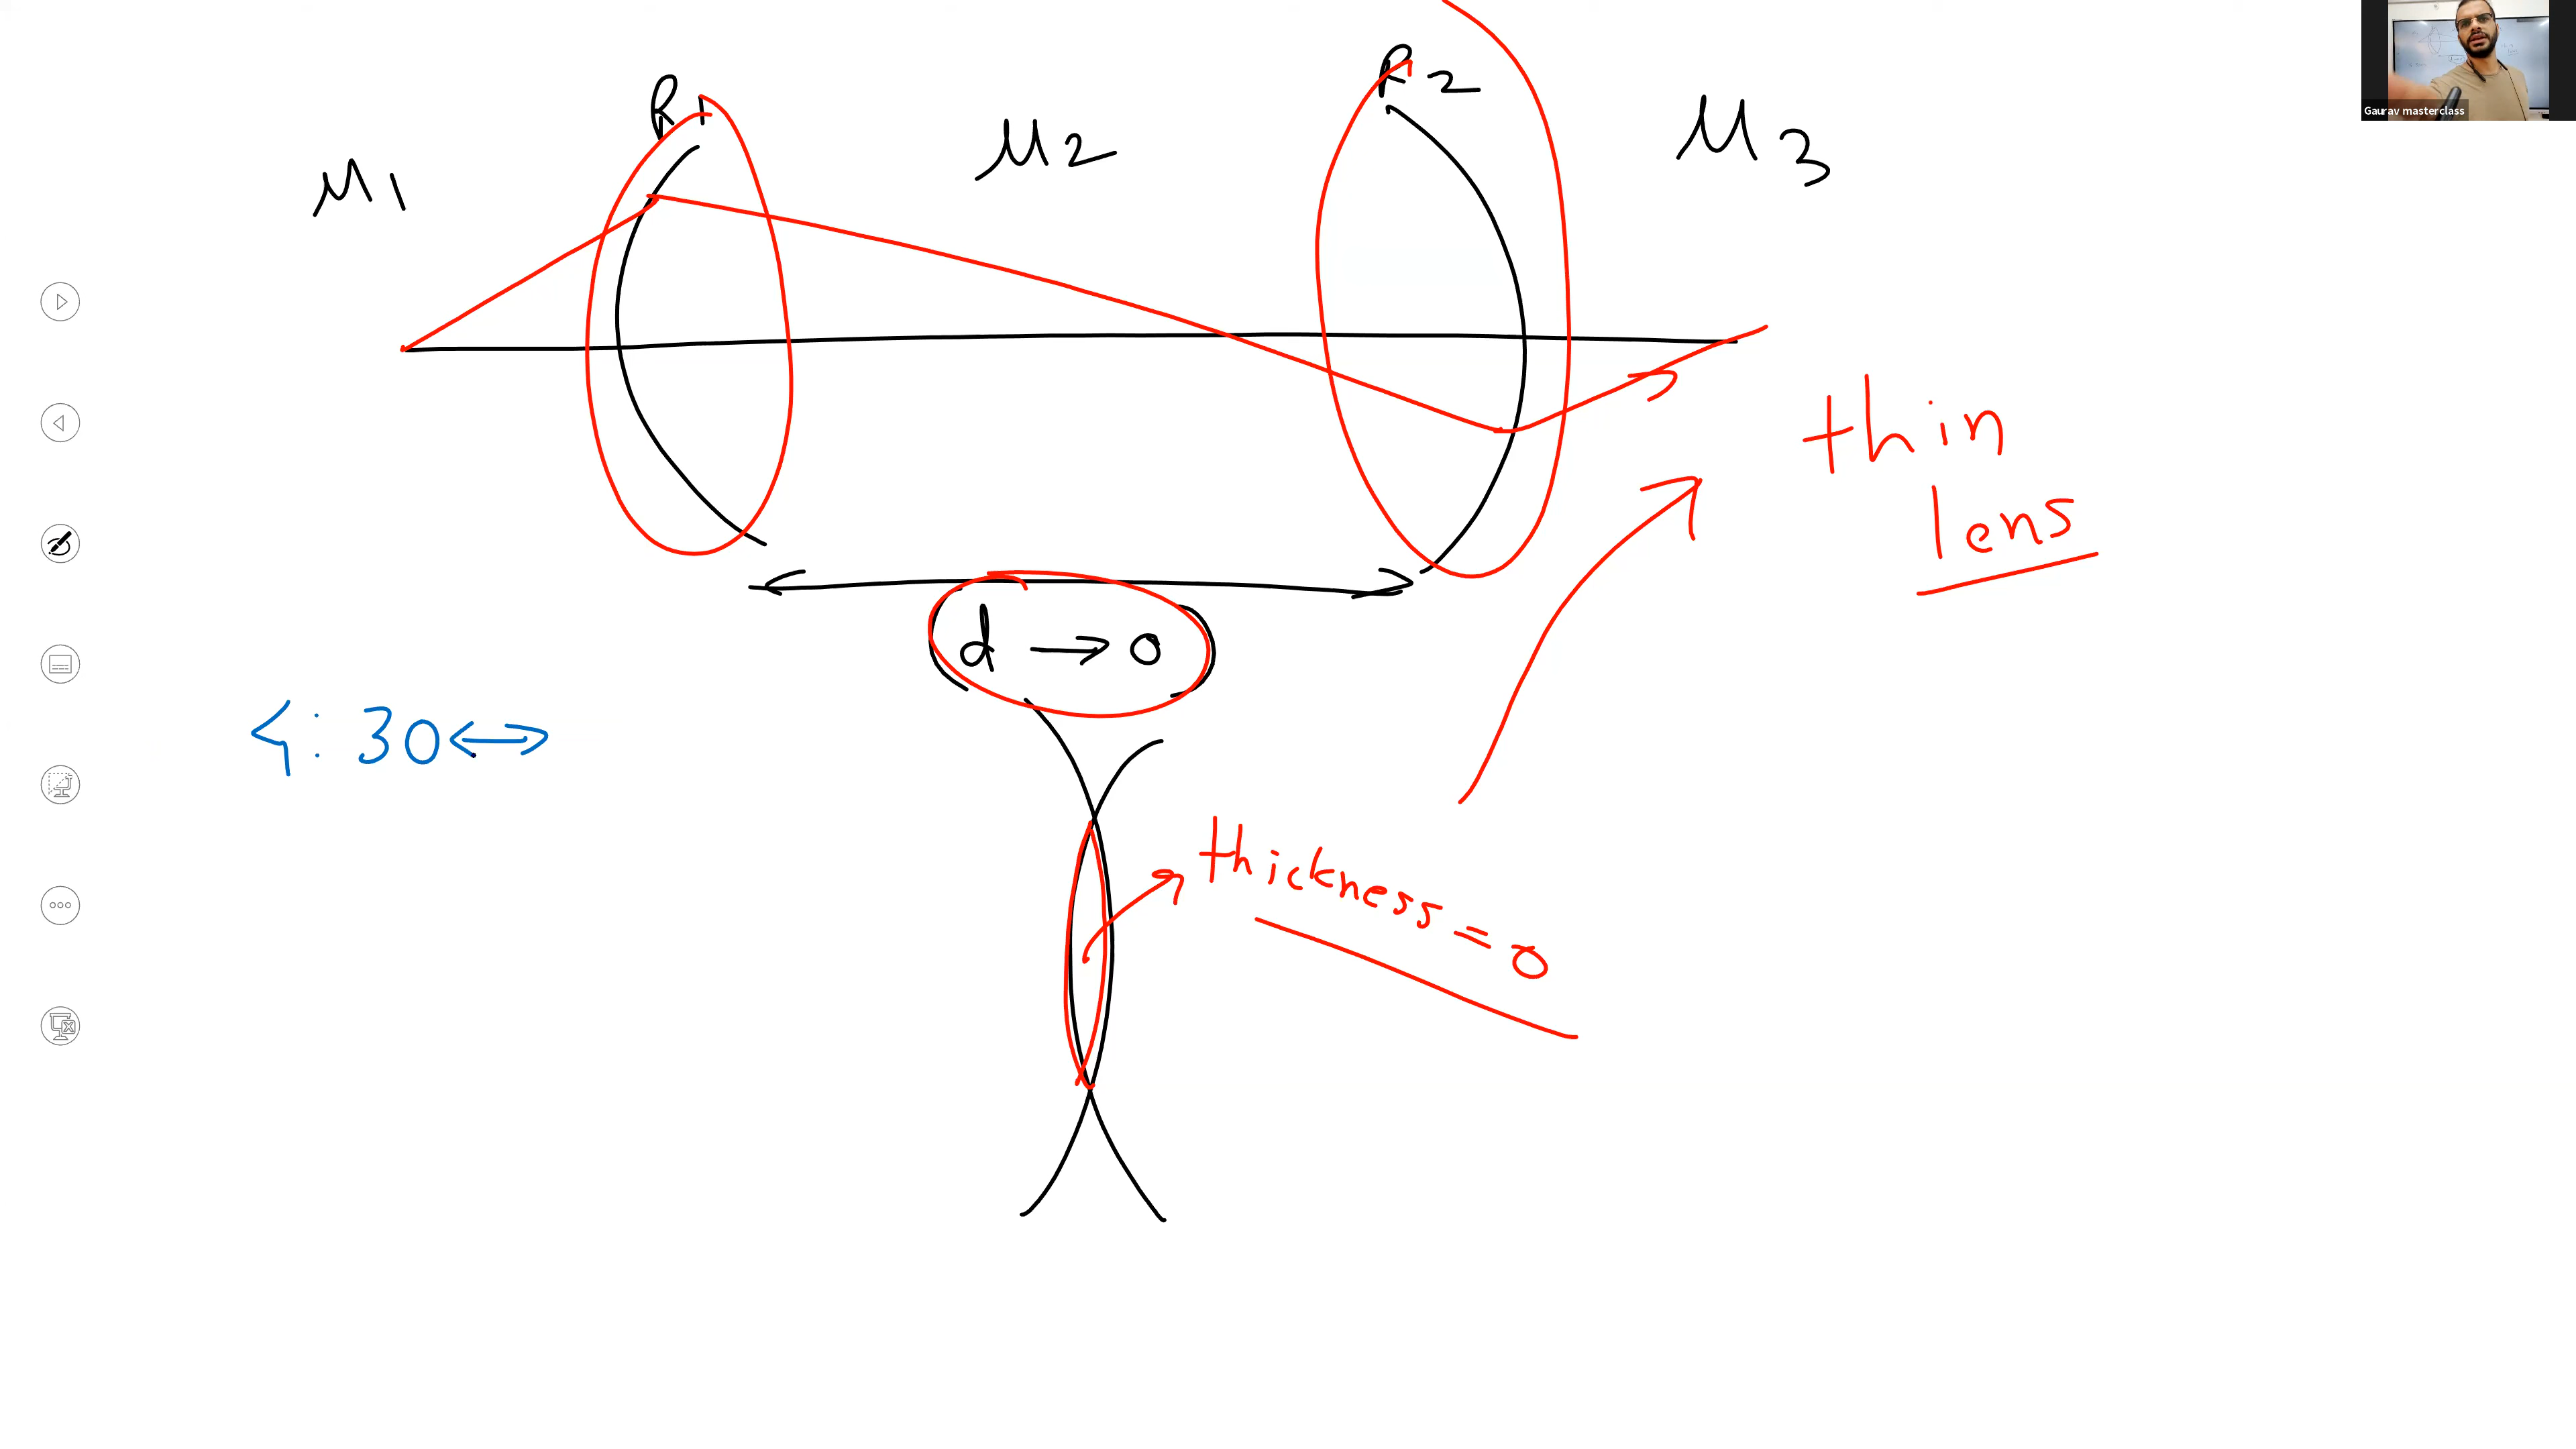 R1
R2
μ1
μ2
μ3
Gaurav masterclass
thin
lens
d → 0
4:30 ↔
thickness = 0